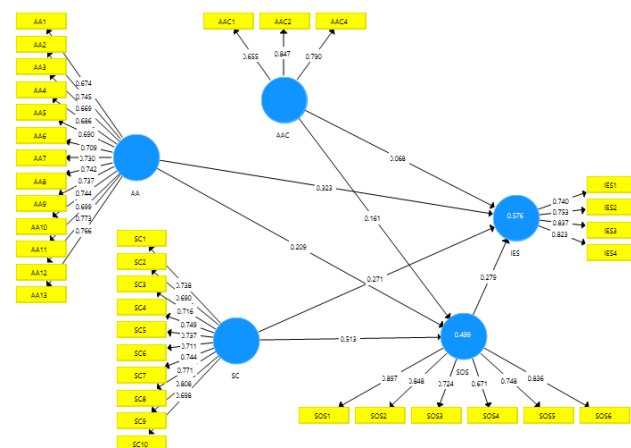 AA1
AA2
AA3
AA4
AA5
AA6
AA7
AA8
AA9
AA10
AA11
AA12
AA13
0.674
0.745
0.669
0.686
0.690
0.709
0.730
0.742
0.737
0.744
0.699
0.773
0.766
AA
AAC1
AAC2
AAC4
0.655
0.847
0.790
AAC
0.068
0.323
0.161
0.209
0.271
0.513
0.279
SC1
SC2
SC3
SC4
SC5
SC6
SC7
SC8
SC9
SC10
0.738
0.690
0.716
0.749
0.737
0.711
0.744
0.771
0.808
0.698
SC
0.576
IES
0.740
0.753
0.837
0.823
IES1
IES2
IES3
IES4
0.499
SOS
0.897
0.848
0.724
0.671
0.748
0.836
SOS1
SOS2
SOS3
SOS4
SOS5
SOS6